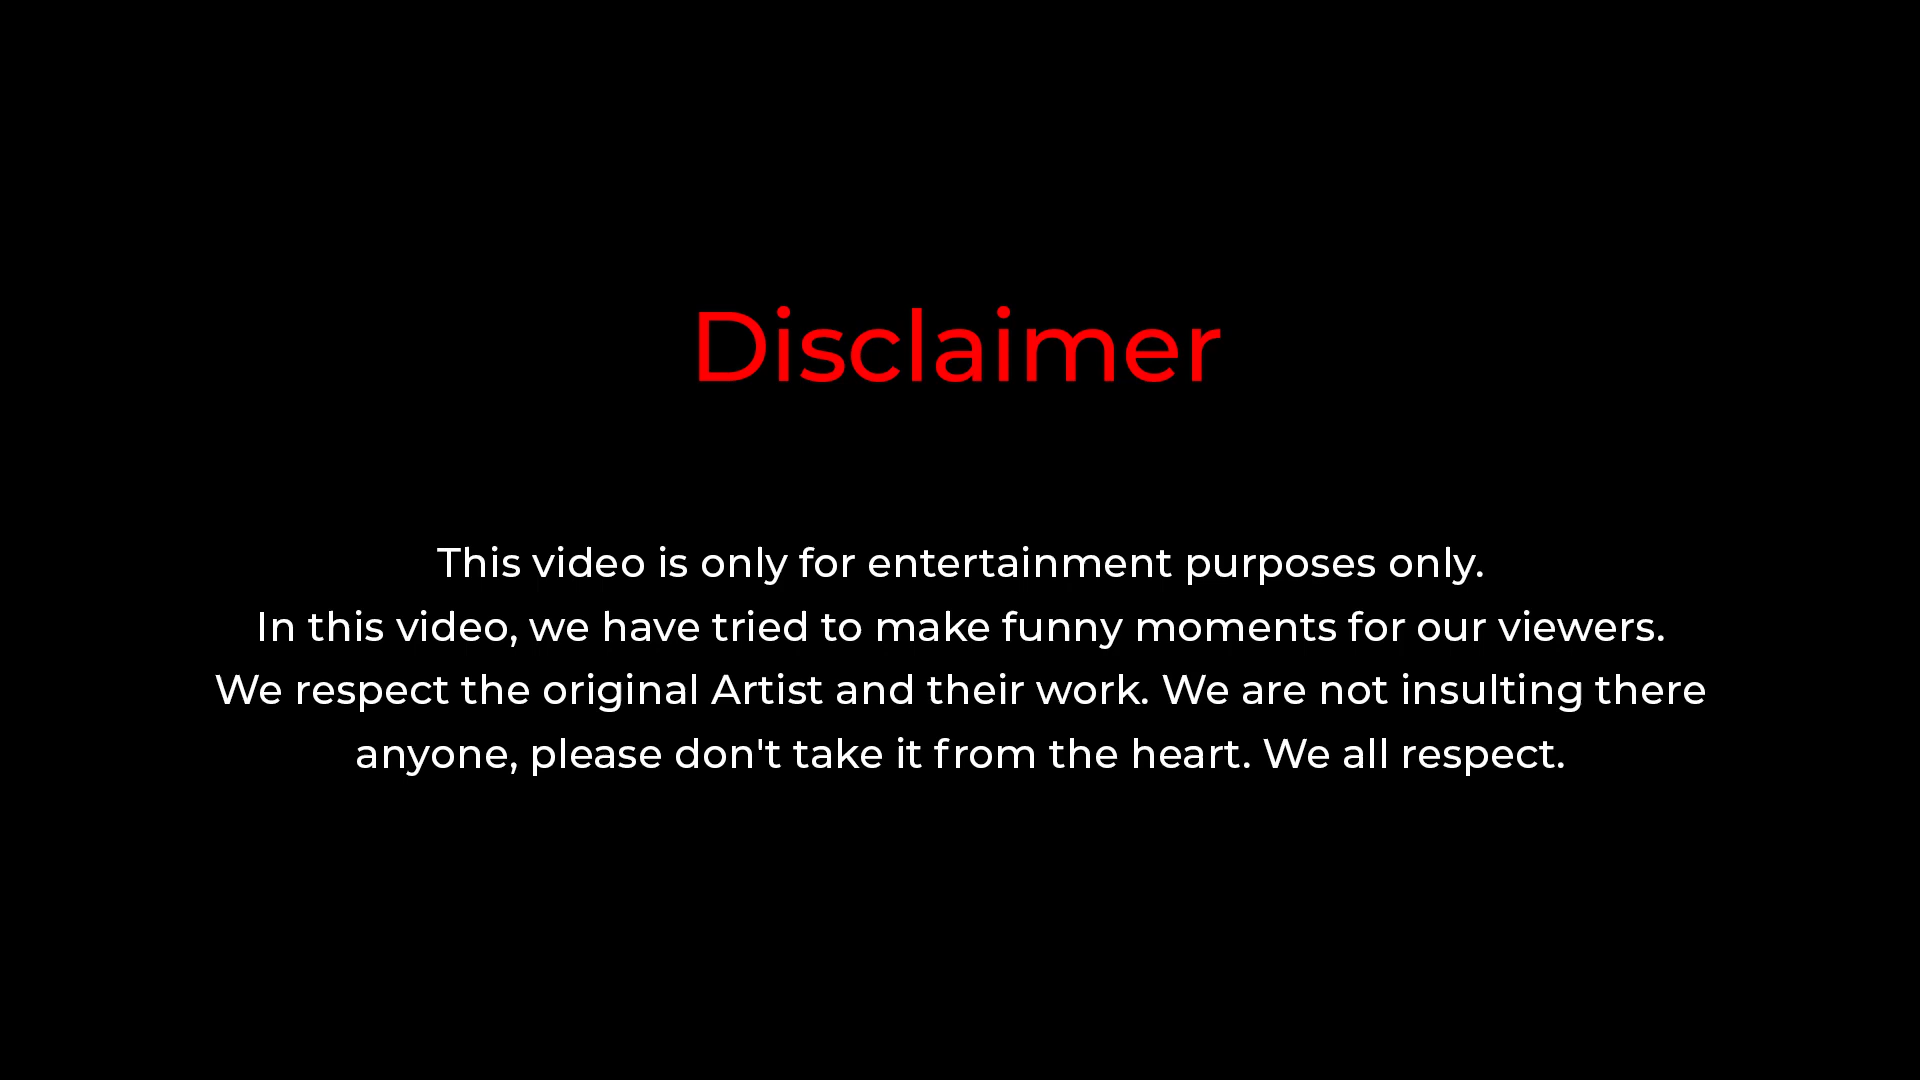 Disclaimer
This video is only for entertainment purposes only.
In this video, we have tried to make funny moments for our viewers.
We respect the original Artist and their work. We are not insulting there
anyone, please don't take it from the heart. We all respect.